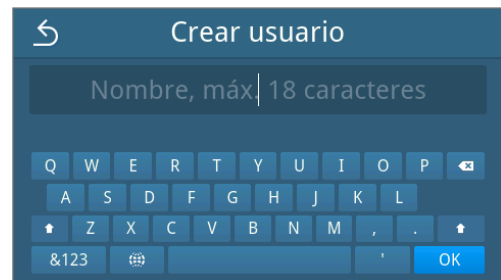 Crear usuario
Nombre, máx. 18 caracteres
Q W E R T Y U I O P
A S D F G H J K L
Z X C V B N M , .
&123 ' OK